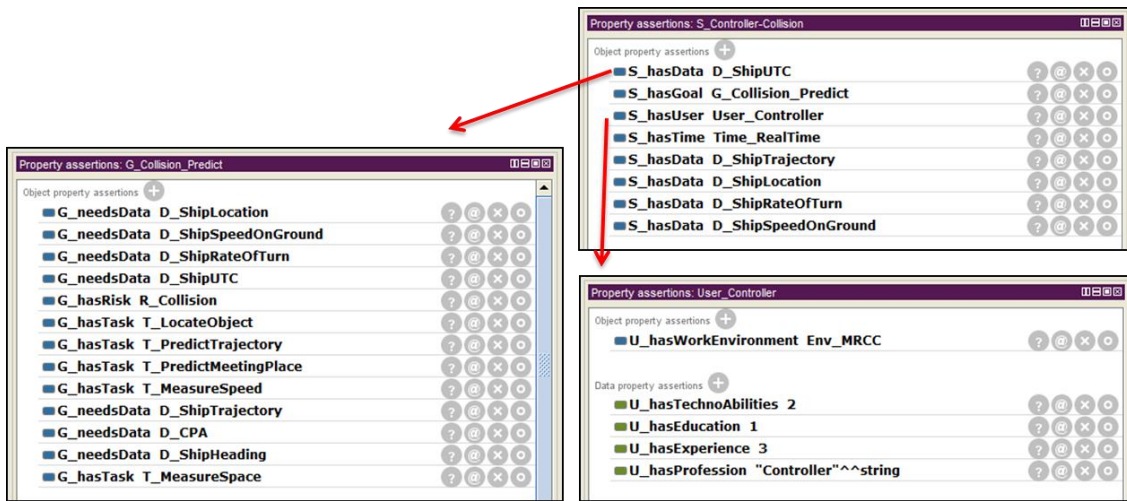 Property assertions: S_Controller-Collision
Object property assertions
S_hasData D_ShipUTC
S_hasGoal G_Collision_Predict
S_hasUser User_Controller
S_hasTime Time_RealTime
S_hasData D_ShipTrajectory
S_hasData D_ShipLocation
S_hasData D_ShipRateOfTurn
S_hasData D_ShipSpeedOnGround
Property assertions: G_Collision_Predict
Object property assertions
G_needsData D_ShipLocation
G_needsData D_ShipSpeedOnGround
G_needsData D_ShipRateOfTurn
G_needsData D_ShipUTC
G_hasRisk R_Collision
G_hasTask T_LocateObject
G_hasTask T_PredictTrajectory
G_hasTask T_PredictMeetingPlace
G_hasTask T_MeasureSpeed
G_needsData D_ShipTrajectory
G_needsData D_CPA
G_needsData D_ShipHeading
G_hasTask T_MeasureSpace
Property assertions: User_Controller
Object property assertions
U_hasWorkEnvironment Env_MRCC
Data property assertions
U_hasTechnoAbilities 2
U_hasEducation 1
U_hasExperience 3
U_hasProfession "Controller"^^string